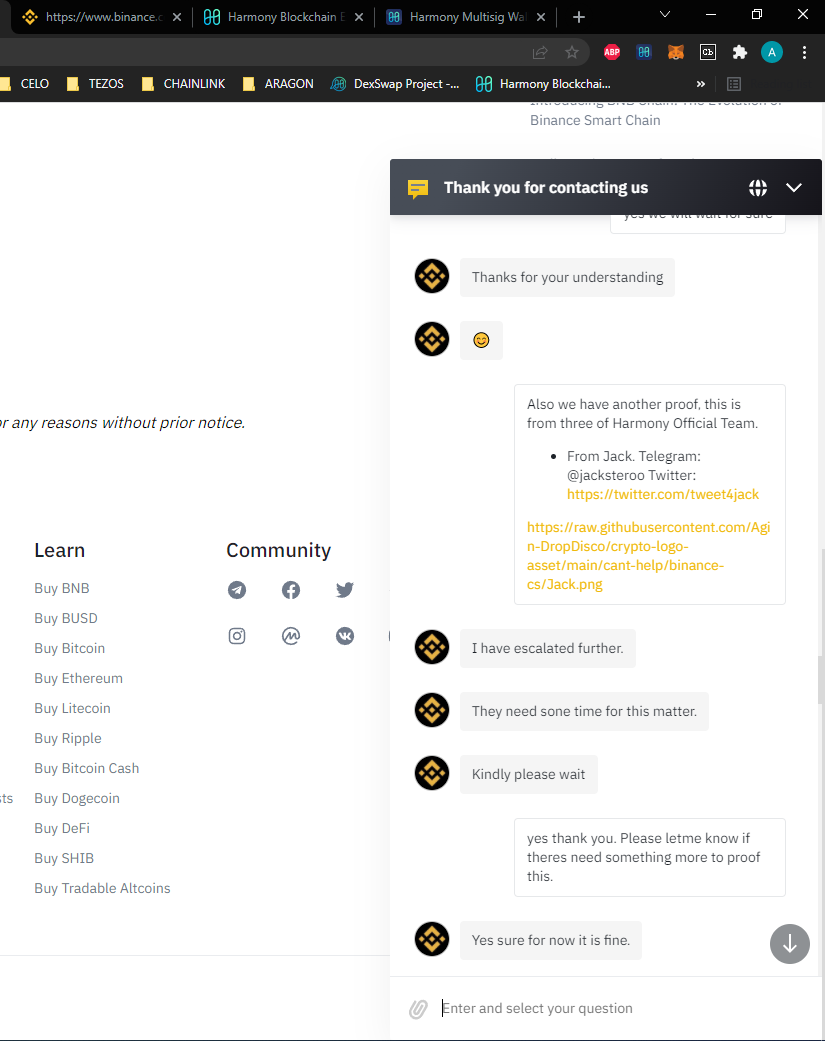 https://www.binance.c
Harmony Blockchain E
Harmony Multisig Wal
ABP
Cb
A
CELO
TEZOS
CHAINLINK
ARAGON
DexSwap Project -...
Harmony Blockchai...
»
Introducing BNB Chain: The Evolution of
Binance Smart Chain
Thank you for contacting us
yes we will wait for sure
Thanks for your understanding
😊
Also we have another proof, this is
from three of Harmony Official Team.
• From Jack. Telegram:
@jacksteroo Twitter:
https://twitter.com/tweet4jack
https://raw.githubusercontent.com/Agi
n-DropDisco/crypto-logo-
asset/main/cant-help/binance-
cs/Jack.png
or any reasons without prior notice.
Learn
Buy BNB
Buy BUSD
Buy Bitcoin
Buy Ethereum
Buy Litecoin
Buy Ripple
Buy Bitcoin Cash
Buy Dogecoin
Buy DeFi
Buy SHIB
Buy Tradable Altcoins
sts
Community
I have escalated further.
They need sone time for this matter.
Kindly please wait
yes thank you. Please letme know if
theres need something more to proof
this.
Yes sure for now it is fine.
Enter and select your question